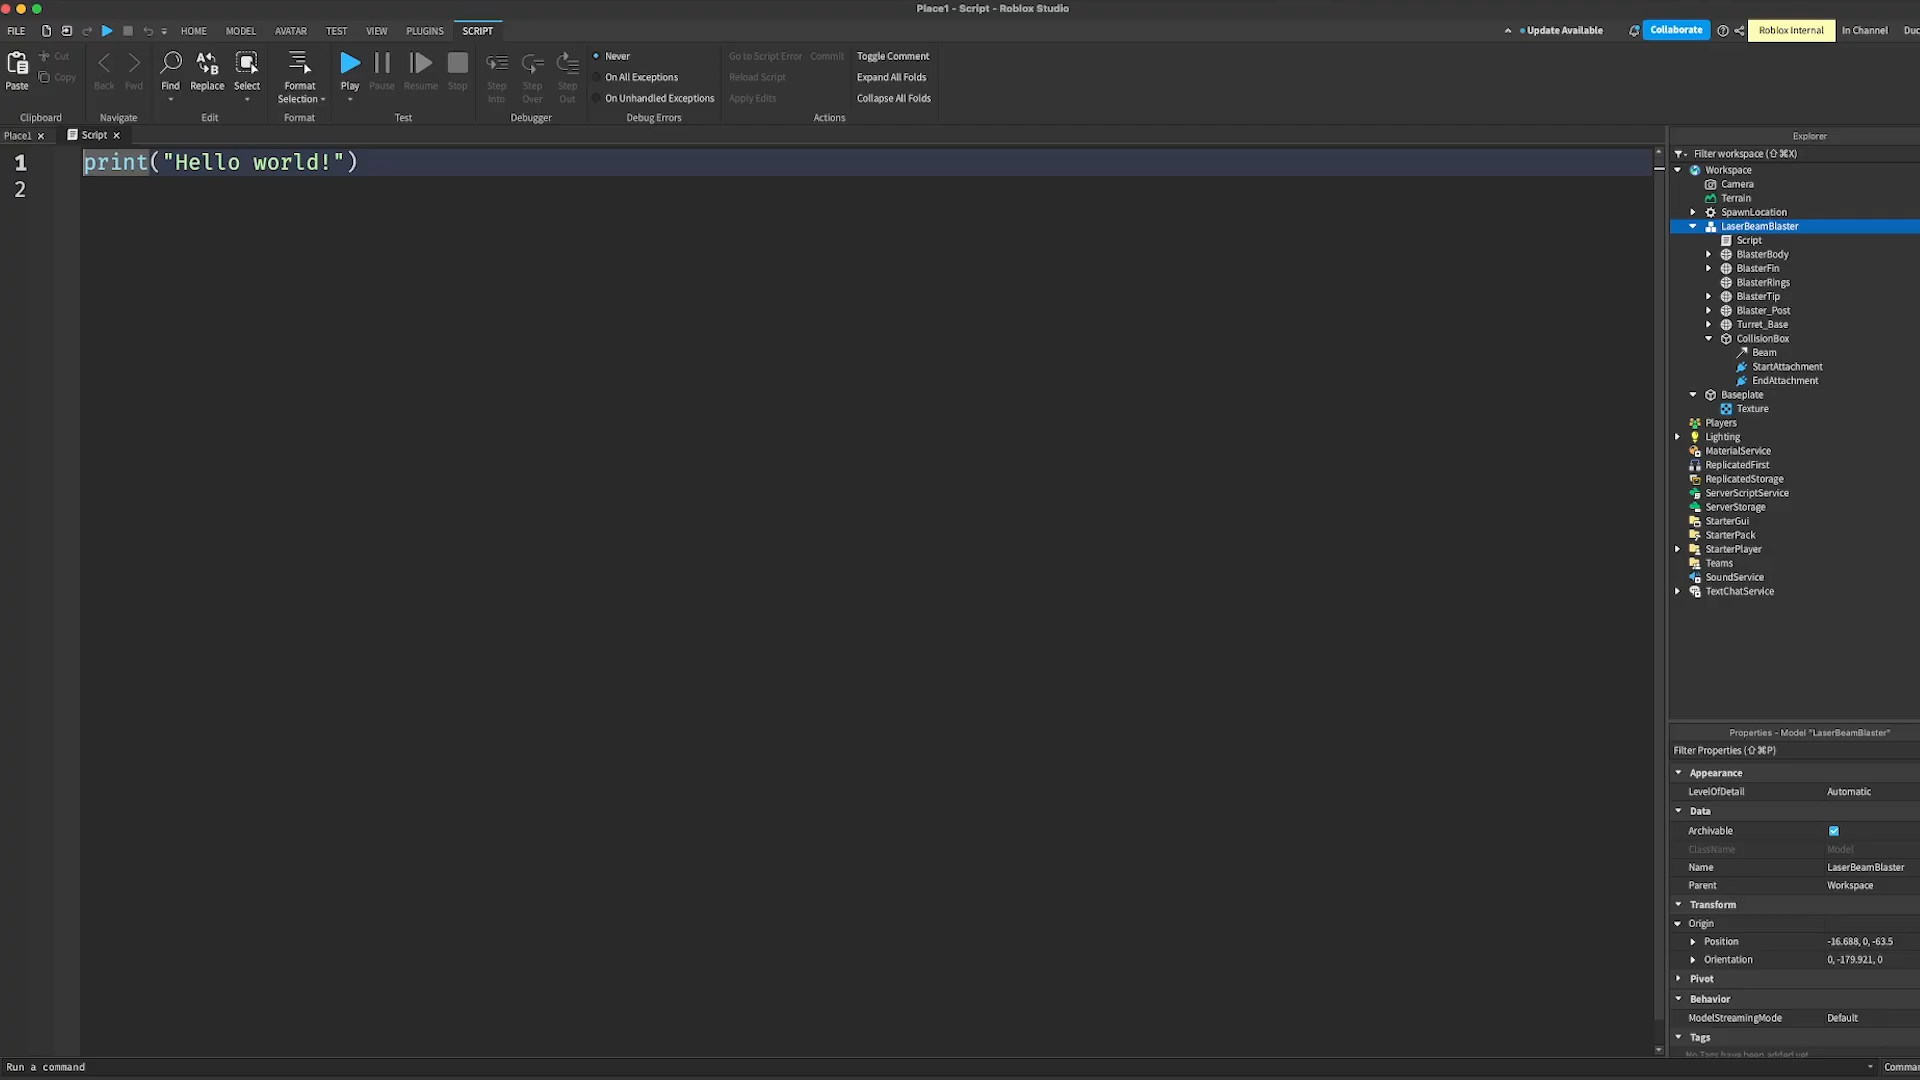 Place1 - Script - Roblox Studio
FILE HOME MODEL AVATAR TEST VIEW PLUGINS SCRIPT Update Available Collaborate Roblox Internal In Channel
Paste Cut Copy
Back Fwd Find Replace Select Format Selection Play Pause Resume Stop Step Into Step Over Step Out
Never Go to Script Error Commit Toggle Comment
On All Exceptions Reload Script Expand All Folds
On Unhandled Exceptions Apply Edits Collapse All Folds
Clipboard Navigate Edit Format Test Debugger Debug Errors Actions
Place1 Script
1 print("Hello world!")
2
Explorer
Filter workspace (⇧⌘X)
Workspace
Camera
Terrain
SpawnLocation
LaserBeamBlaster
Script
BlasterBody
BlasterFin
BlasterRings
BlasterTip
Blaster_Post
Turret_Base
CollisionBox
Beam
StartAttachment
EndAttachment
Baseplate
Texture
Players
Lighting
MaterialService
ReplicatedFirst
ReplicatedStorage
ServerScriptService
ServerStorage
StarterGui
StarterPack
StarterPlayer
Teams
SoundService
TextChatService
Properties - Model "LaserBeamBlaster"
Filter Properties (⇧⌘P)
Appearance
LevelOfDetail Automatic
Data
Archivable
ClassName Model
Name LaserBeamBlaster
Parent Workspace
Transform
Origin
Position -16.688, 0, -63.5
Orientation 0, -179.921, 0
Pivot
Behavior
ModelStreamingMode Default
Tags
No Tags have been added yet
Run a command